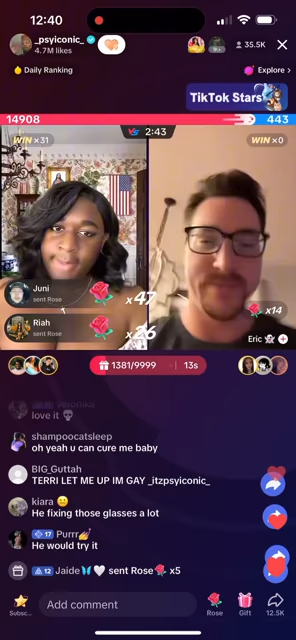 12:40
_psyiconic_
4.7M likes
35.5K
Daily Ranking
Explore >
TikTok Stars
14908
443
WIN ×31
VS 2:43
WIN ×0
Juni
sent Rose
x47
Riah
sent Rose
x26
x14
Eric
1381/9999
13s
Veronika
love it 💀
shampoocatsleep
oh yeah u can cure me baby
BIG_Guttah
TERRI LET ME UP IM GAY _itzpsyiconic_
kiara 😐
He fixing those glasses a lot
17 Purrr💅
He would try it
12 Jaide🦋🤍 sent Rose🌹 x5
Subsc...
Add comment
Rose
Gift
12.5K